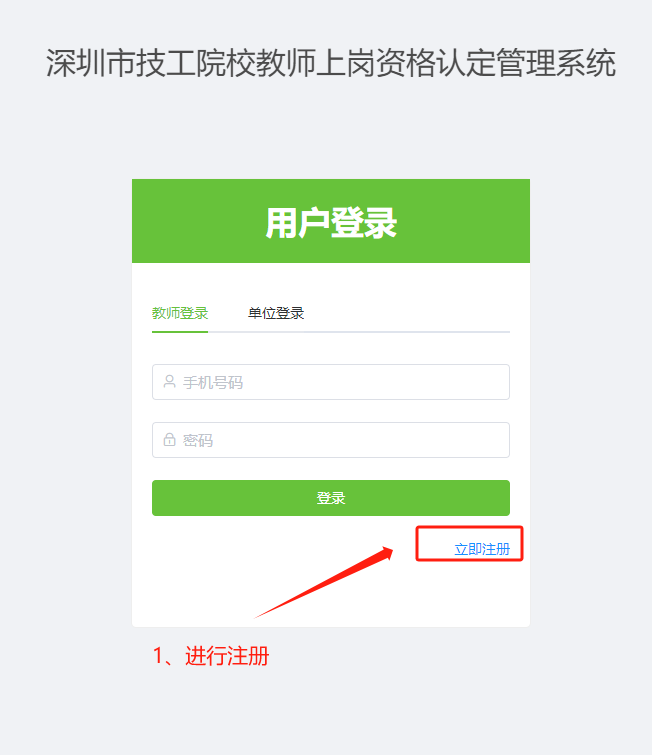 深圳市技工院校教师上岗资格认定管理系统
用户登录
教师登录 单位登录
手机号码
密码
登录
立即注册
1、进行注册